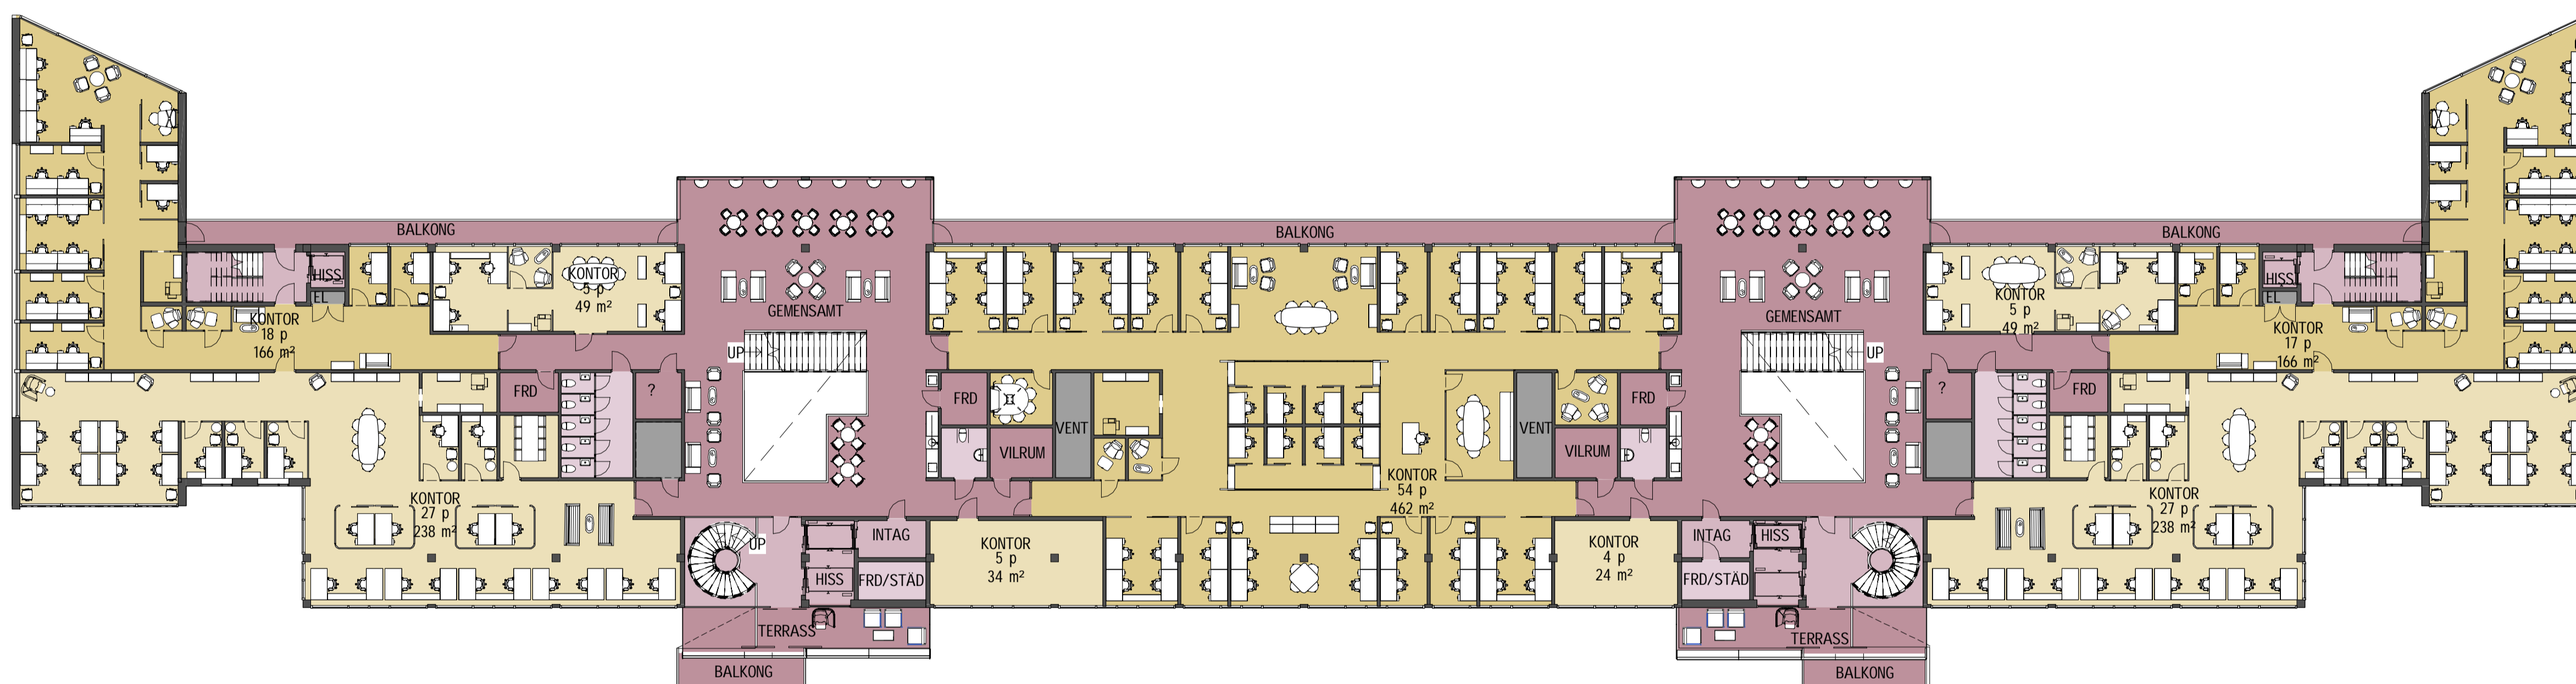 BALKONG
BALKONG
BALKONG
HISS
EL
KONTOR
18 p
166 m²
KONTOR
5 p
49 m²
GEMENSAMT
UP
FRD
?
FRD
VENT
VILRUM
KONTOR
27 p
238 m²
UP
INTAG
HISS
FRD/STÄD
KONTOR
5 p
34 m²
TERRASS
BALKONG
KONTOR
54 p
462 m²
VENT
FRD
VILRUM
GEMENSAMT
UP
KONTOR
4 p
24 m²
INTAG
HISS
FRD/STÄD
TERRASS
BALKONG
KONTOR
5 p
49 m²
HISS
EL
KONTOR
17 p
166 m²
?
FRD
KONTOR
27 p
238 m²